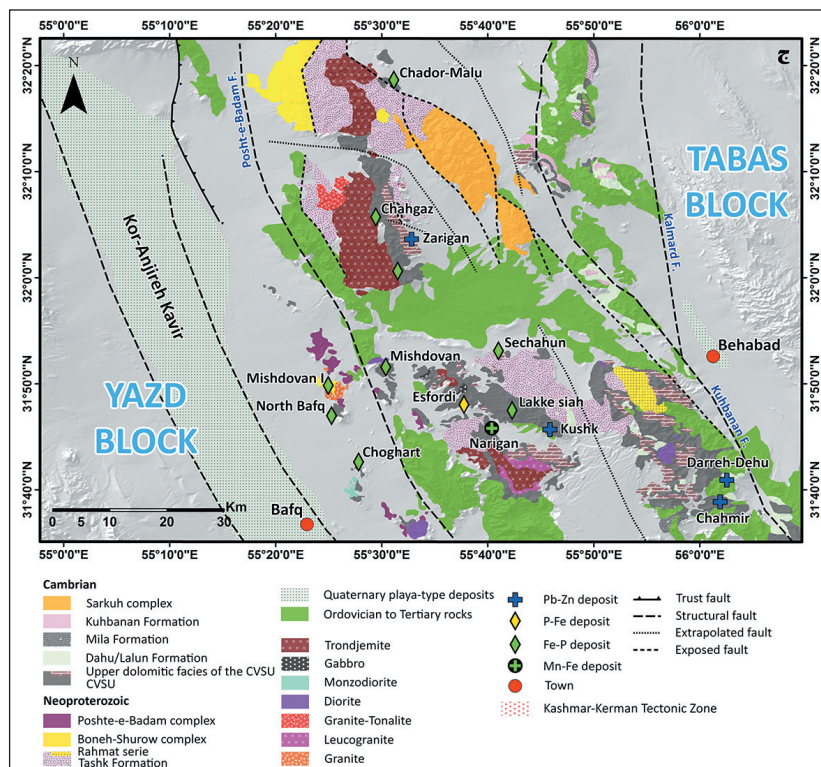 55°00'0"E 55°10'0"E 55°20'0"E 55°30'0"E 55°40'0"E 55°50'0"E 56°00'0"E
32°20'0"N
32°10'0"N
32°0'0"N
31°50'0"N
31°40'0"N
N
Chador-Malu
Posht-e-Badam F.
TABAS
BLOCK
Chahgaz
Zarigan
Kalmard F.
Kor-Anjireh Kavir
Behabad
Sechahun
Mishdovan
Mishdovan I
Esfordi
Lakke siah
YAZD
BLOCK
North Bafq
Kushk
Narigan
Kuhbanan F.
Choghart
Darreh-Dehu
Chahmir
Km
0 5 10 20 30
Bafq
32°20'0"N
32°10'0"N
32°0'0"N
31°50'0"N
31°40'0"N
55°00'0"E 55°10'0"E 55°20'0"E 55°30'0"E 55°40'0"E 55°50'0"E 56°00'0"E
Cambrian
Sarkuh complex
Kuhbanan Formation
Mila Formation
Dahu/Lalun Formation
Upper dolomitic facies of the CVSU
CVSU
Neoproterozoic
Poshte-e-Badam complex
Boneh-Shurow complex
Rahmat serie
Tashk Formation
Quaternary playa-type deposits
Ordovician to Tertiary rocks
Trondjemite
Gabbro
Monzodiorite
Diorite
Granite-Tonalite
Leucogranite
Granite
Pb-Zn deposit
P-Fe deposit
Fe-P deposit
Mn-Fe deposit
Town
Kashmar-Kerman Tectonic Zone
Trust fault
Structural fault
Extrapolated fault
Exposed fault